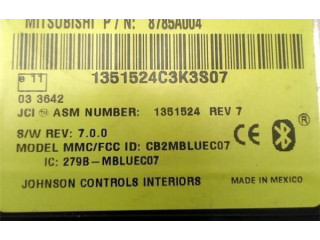 MITSUBISHI P/N: 8785A004
e 11
1351524C3K3S07
03 3642
JCI ASM NUMBER: 1351524 REV 7
S/W REV: 7.0.0
MODEL MMC/FCC ID: CB2MBLUEC07
IC: 279B-MBLUEC07
JOHNSON CONTROLS INTERIORS
MADE IN MEXICO